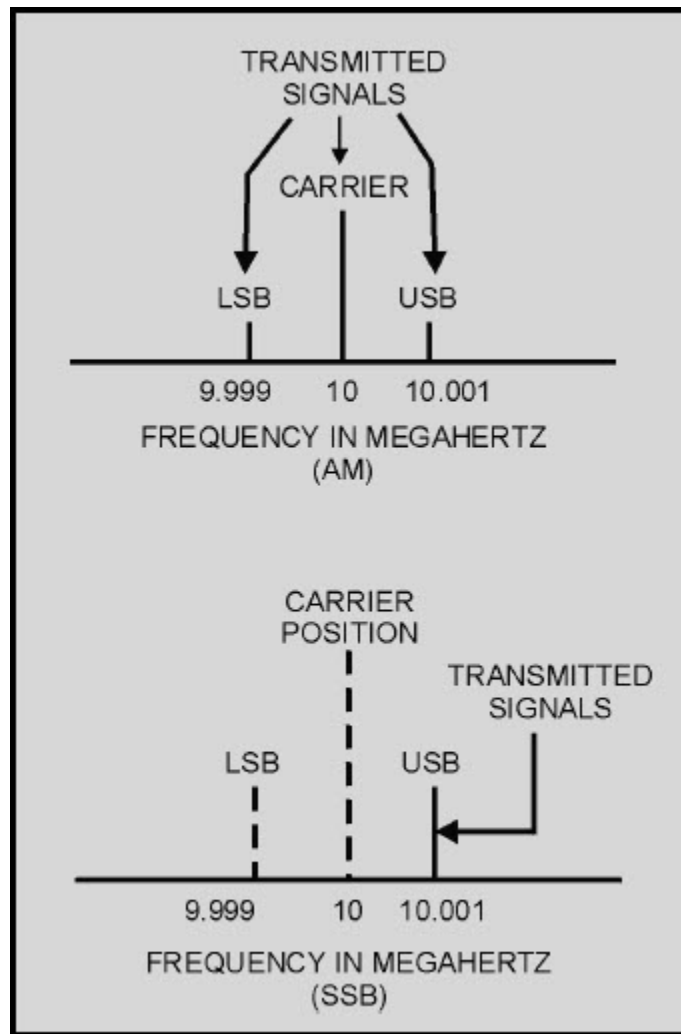 TRANSMITTED
SIGNALS
CARRIER
LSB
USB
9.999 10 10.001
FREQUENCY IN MEGAHERTZ
(AM)
CARRIER
POSITION
TRANSMITTED
SIGNALS
LSB
USB
9.999 10 10.001
FREQUENCY IN MEGAHERTZ
(SSB)